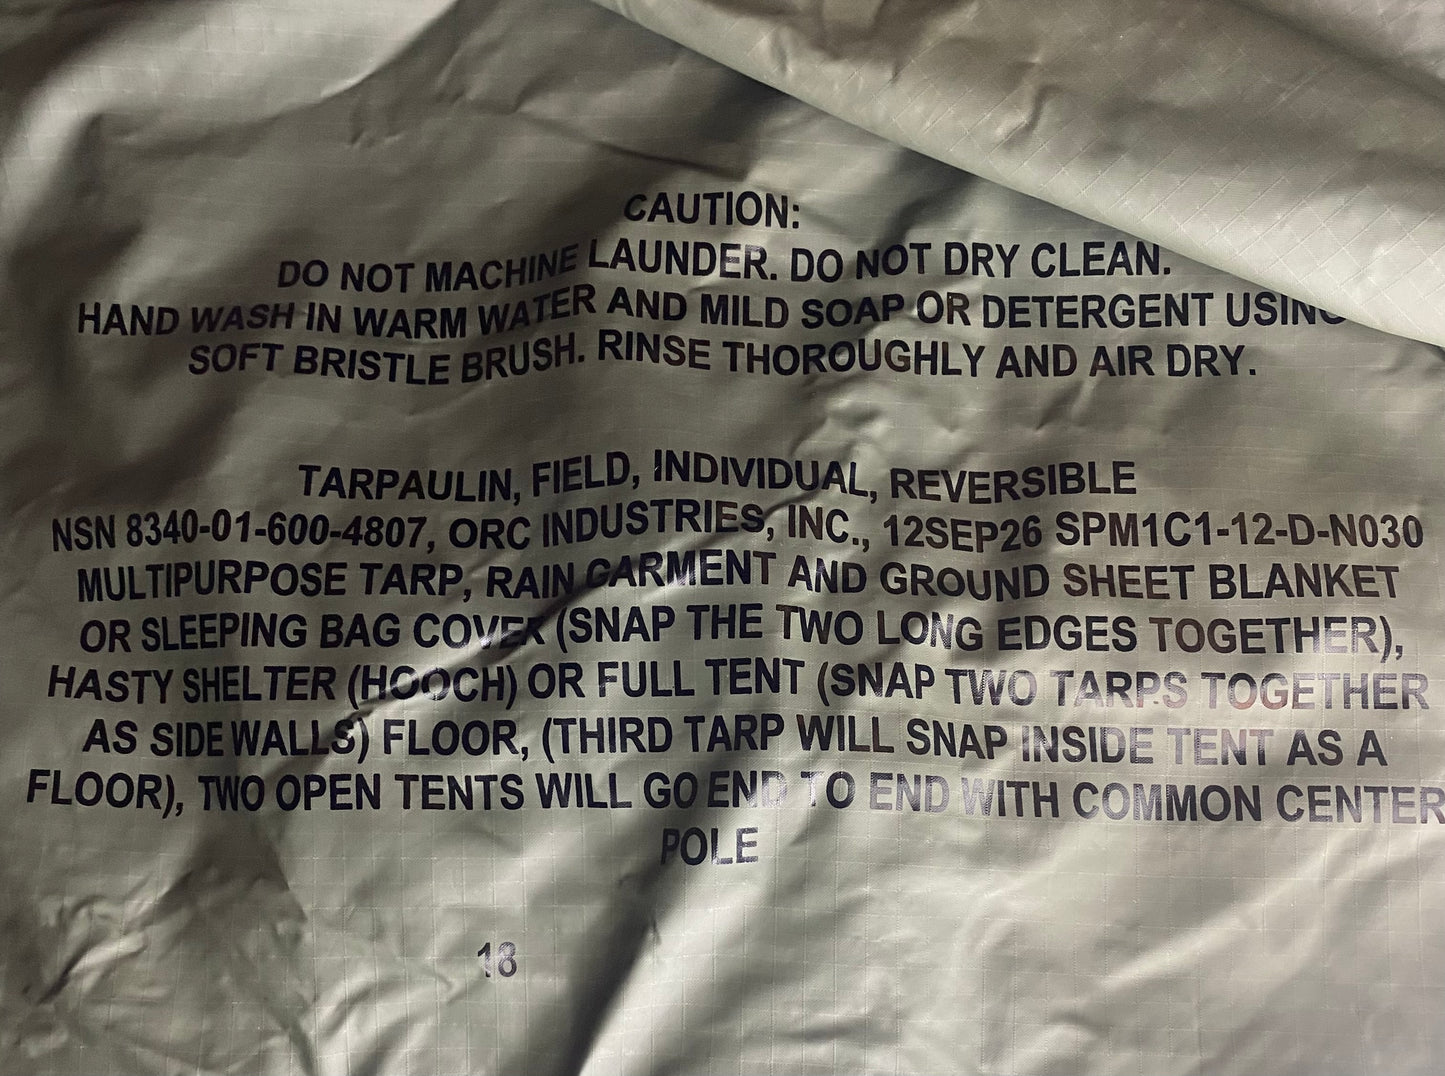 CAUTION:
DO NOT MACHINE LAUNDER. DO NOT DRY CLEAN.
HAND WASH IN WARM WATER AND MILD SOAP OR DETERGENT USING
SOFT BRISTLE BRUSH. RINSE THOROUGHLY AND AIR DRY.
TARPAULIN, FIELD, INDIVIDUAL, REVERSIBLE
NSN 8340-01-600-4807, ORC INDUSTRIES, INC., 12SEP26 SPM1C1-12-D-N030
MULTIPURPOSE TARP, RAIN GARMENT AND GROUND SHEET BLANKET
OR SLEEPING BAG COVER (SNAP THE TWO LONG EDGES TOGETHER),
HASTY SHELTER (HOOCH) OR FULL TENT (SNAP TWO TARPS TOGETHER
AS SIDE WALLS) FLOOR, (THIRD TARP WILL SNAP INSIDE TENT AS A
FLOOR), TWO OPEN TENTS WILL GO END TO END WITH COMMON CENTER
POLE
18